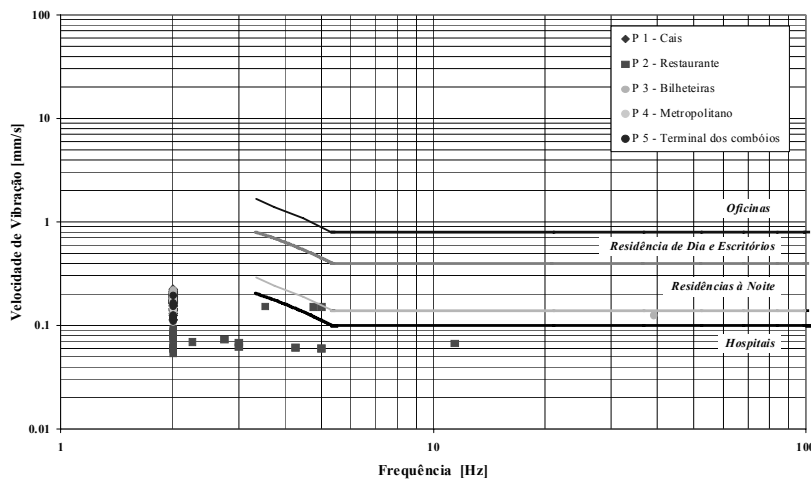 100
10
1
0.1
0.01
Velocidade de Vibração [mm/s]
P 1 - Cais
P 2 - Restaurante
P 3 - Bilheteiras
P 4 - Metropolitano
P 5 - Terminal dos combóios
Oficinas
Residência de Dia e Escritórios
Residências à Noite
Hospitais
1
10
100
Frequência [Hz]